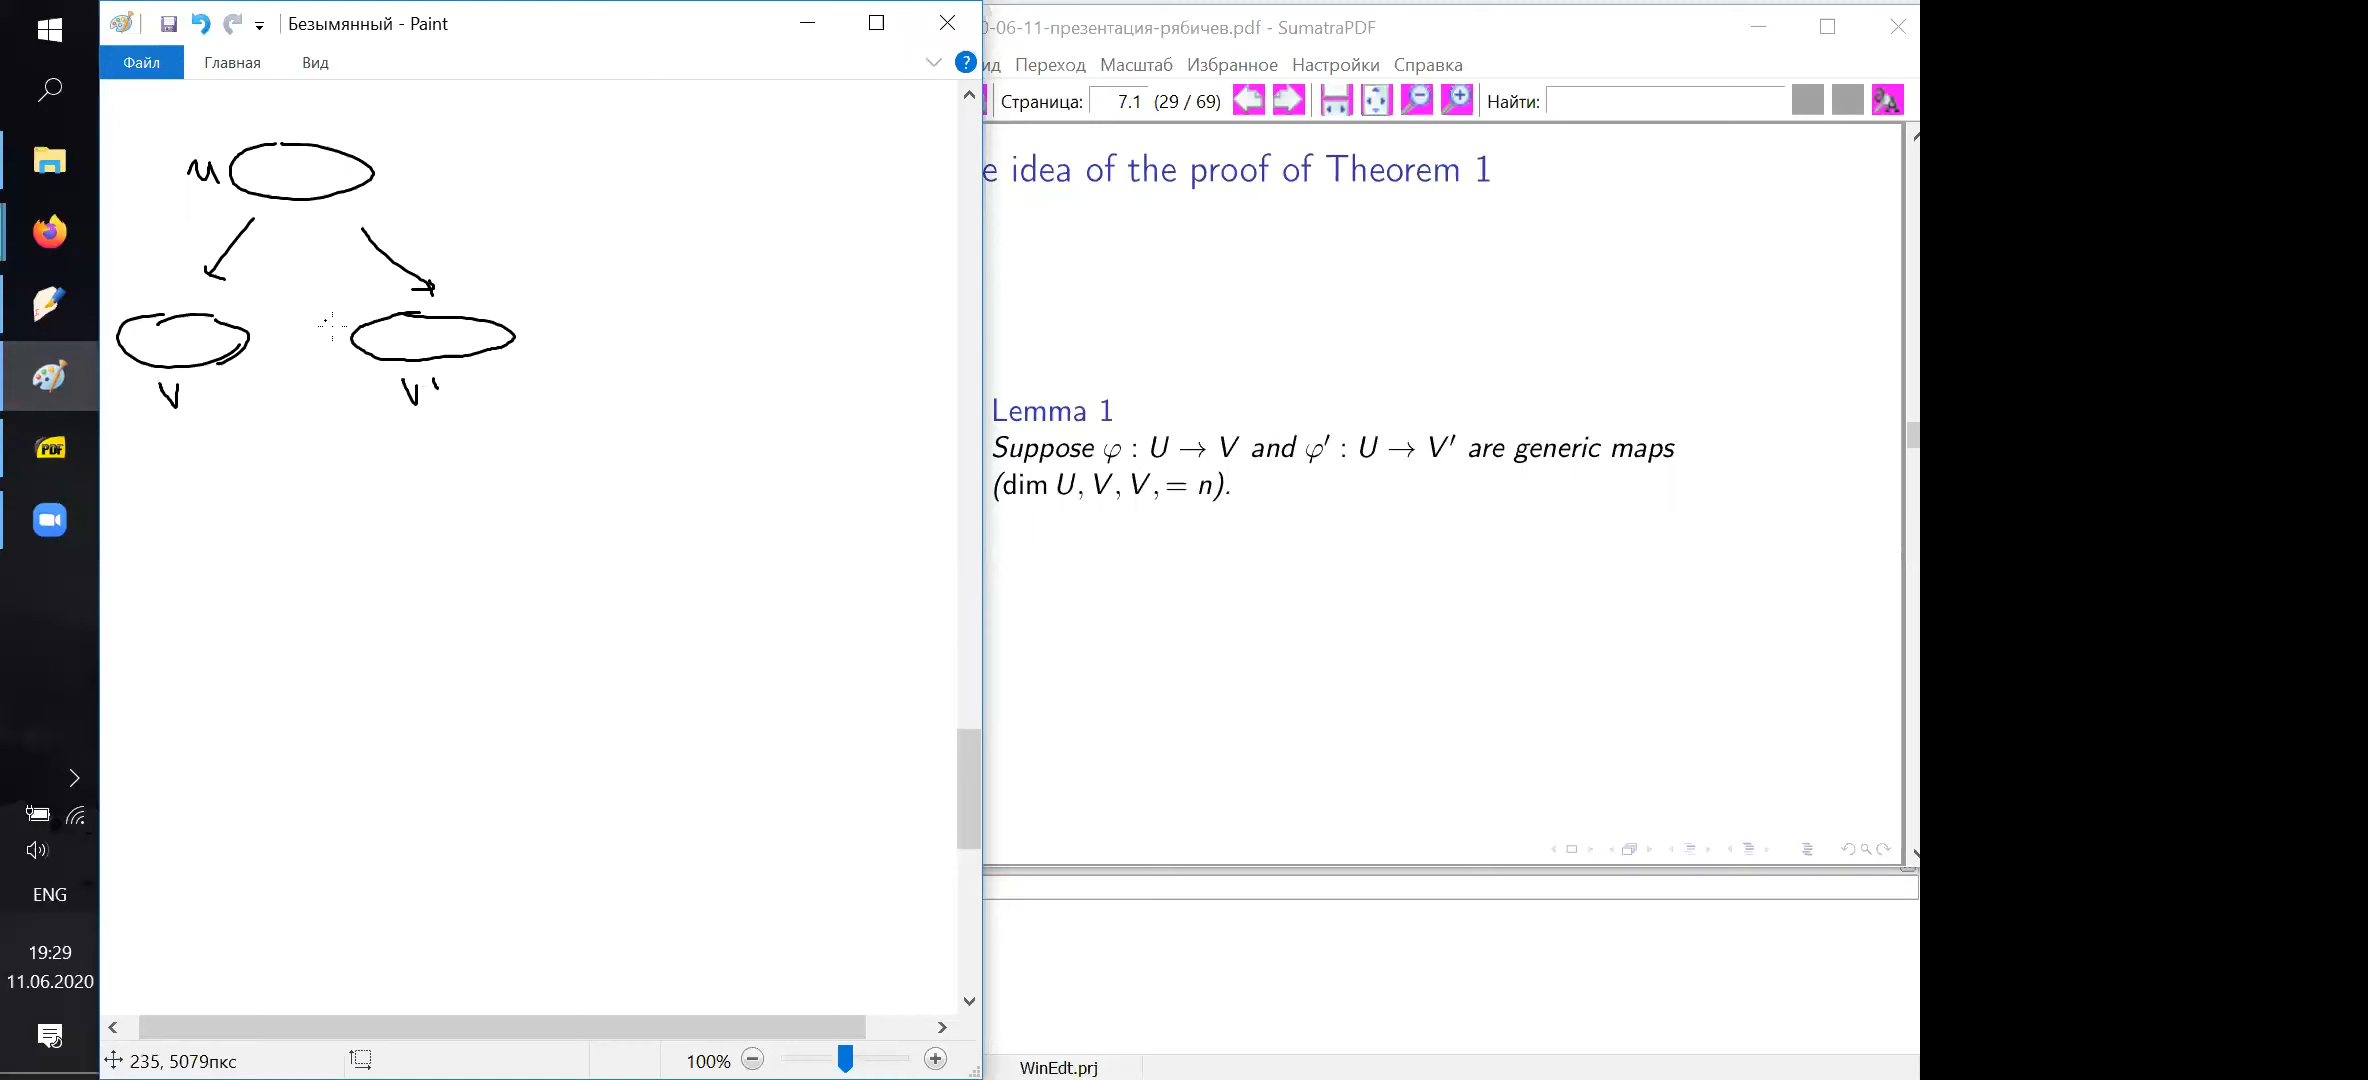 Безымянный - Paint
Файл Главная Вид
U
V
V'
235, 5079пкс
100%
ENG
19:29
11.06.2020
0-06-11-презентация-рябичев.pdf - SumatraPDF
ид Переход Масштаб Избранное Настройки Справка
Страница: 7.1 (29 / 69) Найти:
e idea of the proof of Theorem 1
Lemma 1
Suppose φ : U → V and φ′ : U → V′ are generic maps
(dim U, V, V, = n).
WinEdt.prj
PDF